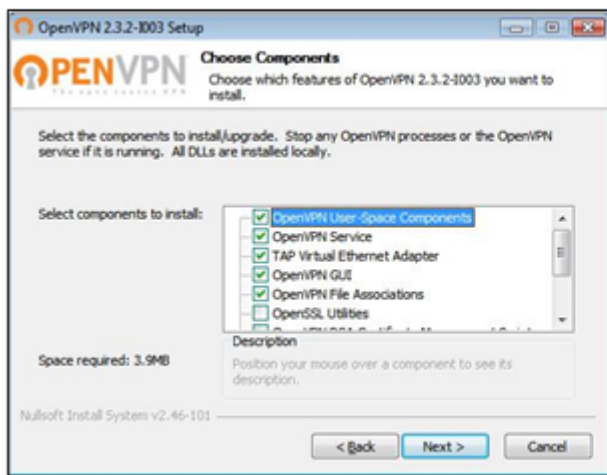 OpenVPN 2.3.2-I003 Setup
OPENVPN
The open source VPN
Choose Components
Choose which features of OpenVPN 2.3.2-I003 you want to
install.
Select the components to install/upgrade. Stop any OpenVPN processes or the OpenVPN
service if it is running. All DLLs are installed locally.
Select components to install:
OpenVPN User-Space Components
OpenVPN Service
TAP Virtual Ethernet Adapter
OpenVPN GUI
OpenVPN File Associations
OpenSSL Utilities
Space required: 3.9MB
Description
Position your mouse over a component to see its
description.
Nullsoft Install System v2.46-101
< Back
Next >
Cancel